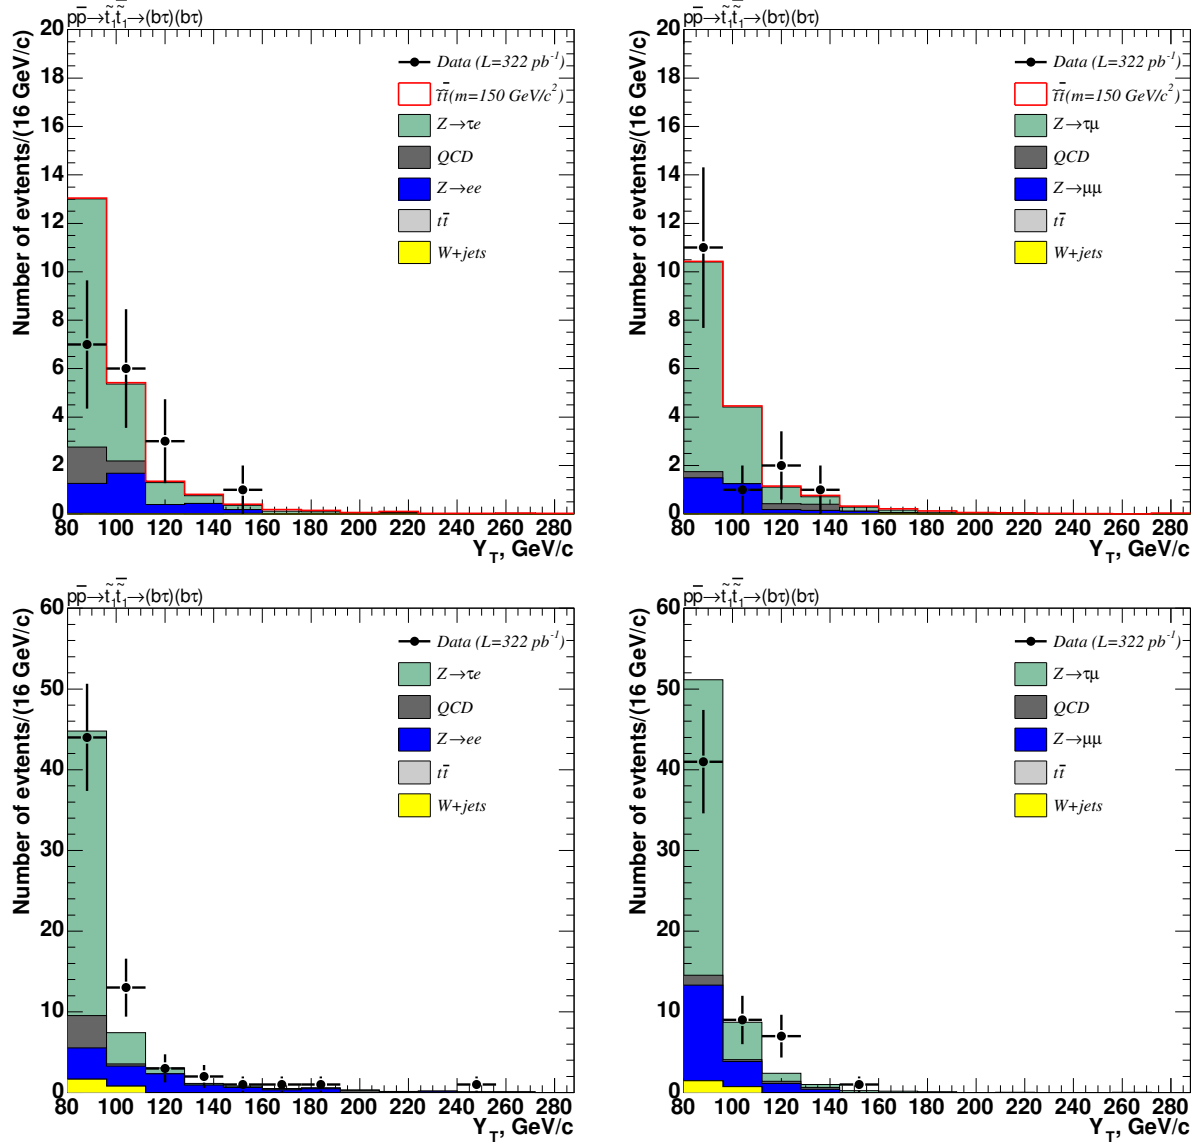 pp̄→t̃₁t̃̄₁→(bτ)(bτ)
Number of evtents/(16 GeV/c)
20
18
16
14
12
10
8
6
4
2
0
Data (L=322 pb⁻¹)
t̃t̃̄(m=150 GeV/c²)
Z→τe
QCD
Z→ee
tt̄
W+jets
80 100 120 140 160 180 200 220 240 260 280
Y_T, GeV/c
pp̄→t̃₁t̃̄₁→(bτ)(bτ)
Number of evtents/(16 GeV/c)
20
18
16
14
12
10
8
6
4
2
0
Data (L=322 pb⁻¹)
t̃t̃̄(m=150 GeV/c²)
Z→τμ
QCD
Z→μμ
tt̄
W+jets
80 100 120 140 160 180 200 220 240 260 280
Y_T, GeV/c
pp̄→t̃₁t̃̄₁→(bτ)(bτ)
Number of evtents/(16 GeV/c)
60
50
40
30
20
10
0
Data (L=322 pb⁻¹)
Z→τe
QCD
Z→ee
tt̄
W+jets
80 100 120 140 160 180 200 220 240 260 280
Y_T, GeV/c
pp̄→t̃₁t̃̄₁→(bτ)(bτ)
Number of evtents/(16 GeV/c)
60
50
40
30
20
10
0
Data (L=322 pb⁻¹)
Z→τμ
QCD
Z→μμ
tt̄
W+jets
80 100 120 140 160 180 200 220 240 260 280
Y_T, GeV/c